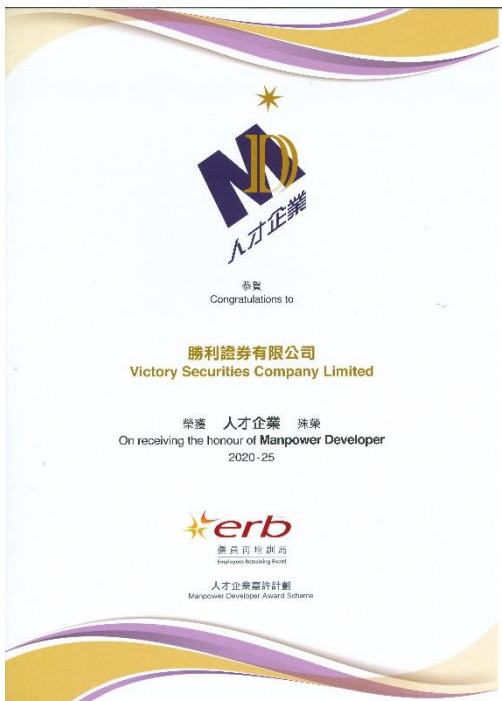 MD
人才企業
恭賀
Congratulations to
勝利證券有限公司
Victory Securities Company Limited
榮獲 人才企業 殊榮
On receiving the honour of Manpower Developer
2020-25
erb
僱員再培訓局
Employees Retraining Board
人才企業嘉許計劃
Manpower Developer Award Scheme